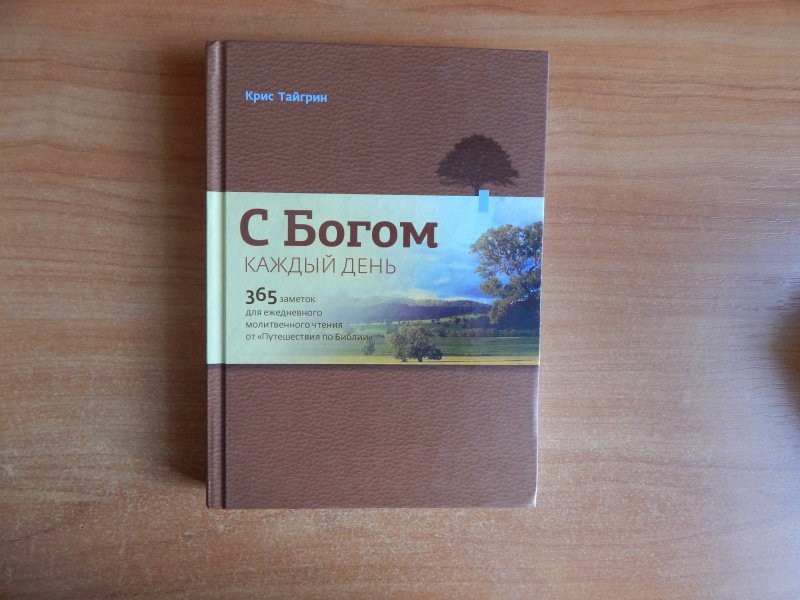 Крис Тайгрин
С Богом
КАЖДЫЙ ДЕНЬ
365 заметок
для ежедневного
молитвенного чтения
от «Путешествия по Библии»